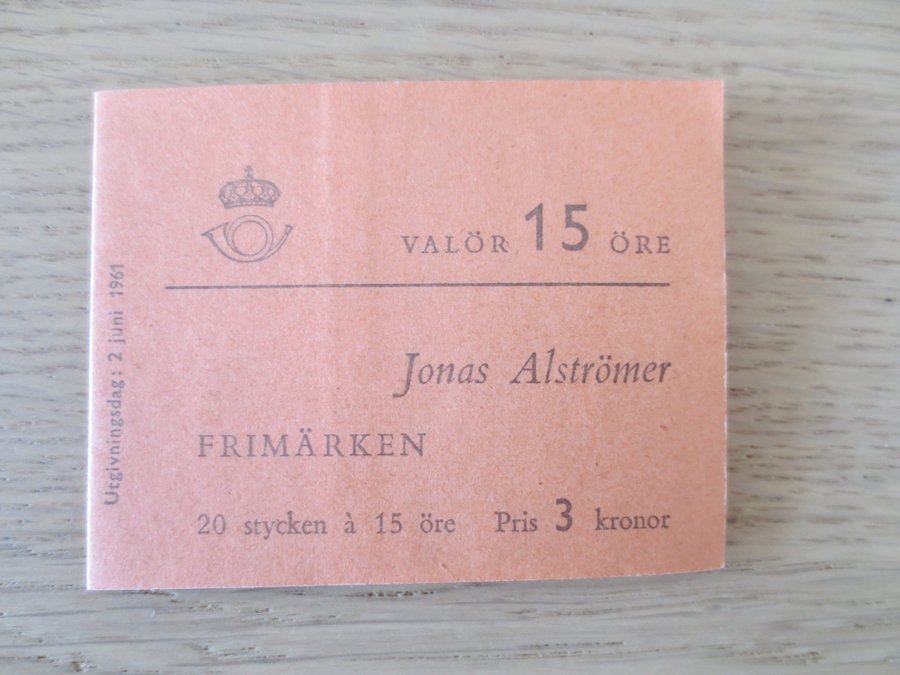 VALÖR 15 ÖRE
Jonas Alströmer
FRIMÄRKEN
20 stycken à 15 öre Pris 3 kronor
Utgivningsdag: 2 juni 1961